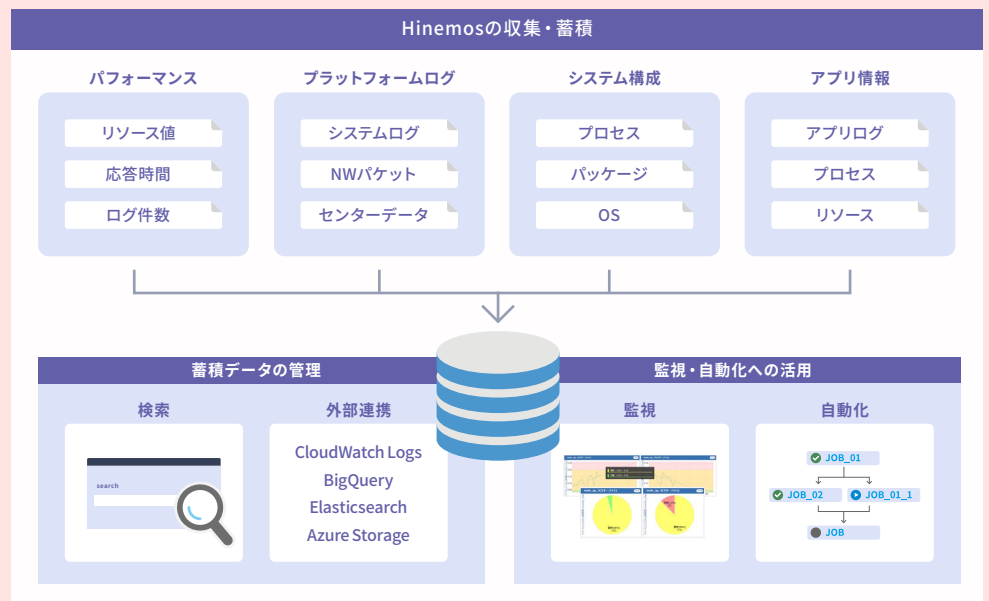 Hinemosの収集・蓄積
パフォーマンス
リソース値
応答時間
ログ件数
プラットフォームログ
システムログ
NWパケット
センターデータ
システム構成
プロセス
パッケージ
OS
アプリ情報
アプリログ
プロセス
リソース
蓄積データの管理
検索
search
外部連携
CloudWatch Logs
BigQuery
Elasticsearch
Azure Storage
監視・自動化への活用
監視
自動化
JOB_01
JOB_02
JOB_01_1
JOB